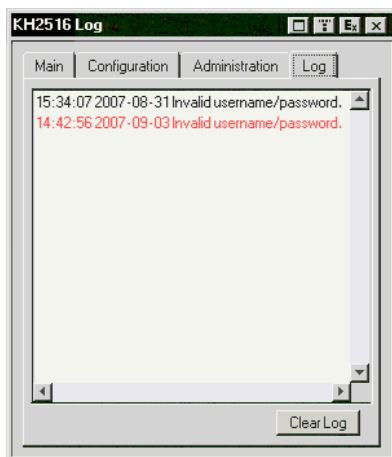 KH2516 Log
Ex
Main Configuration Administration Log
15:34:07 2007-08-31 Invalid username/password.
14:42:56 2007-09-03 Invalid username/password.
Clear Log